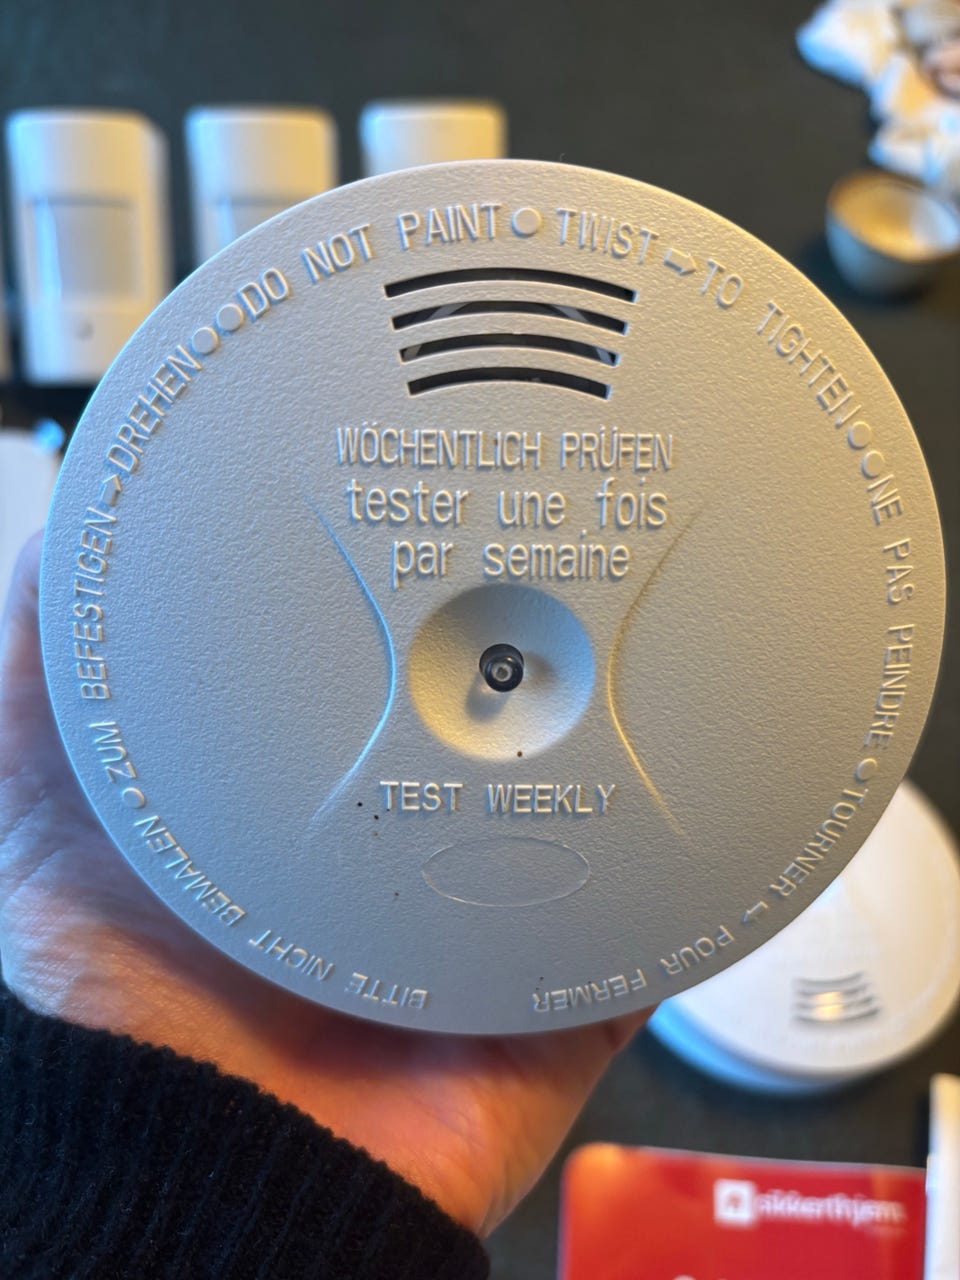 DO NOT PAINT
TWIST ⇨ TO TIGHTEN
NE PAS PEINDRE
TOURNER ⇨ POUR FERMER
BITTE NICHT BEMALEN
ZUM BEFESTIGEN ⇨ DREHEN
WÖCHENTLICH PRÜFEN
tester une fois
par semaine
TEST WEEKLY
sikkerthjem